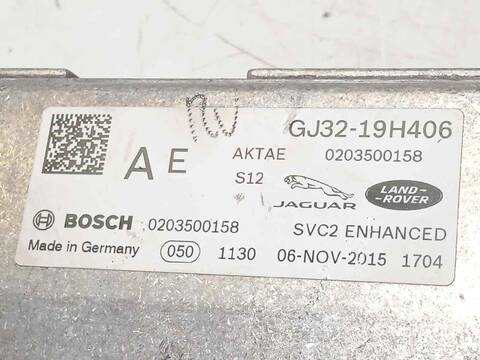 GJ32-19H406
AE AKTAE 0203500158
S12 JAGUAR LAND-ROVER
BOSCH 0203500158 SVC2 ENHANCED
Made in Germany 050 1130 06-NOV-2015 1704